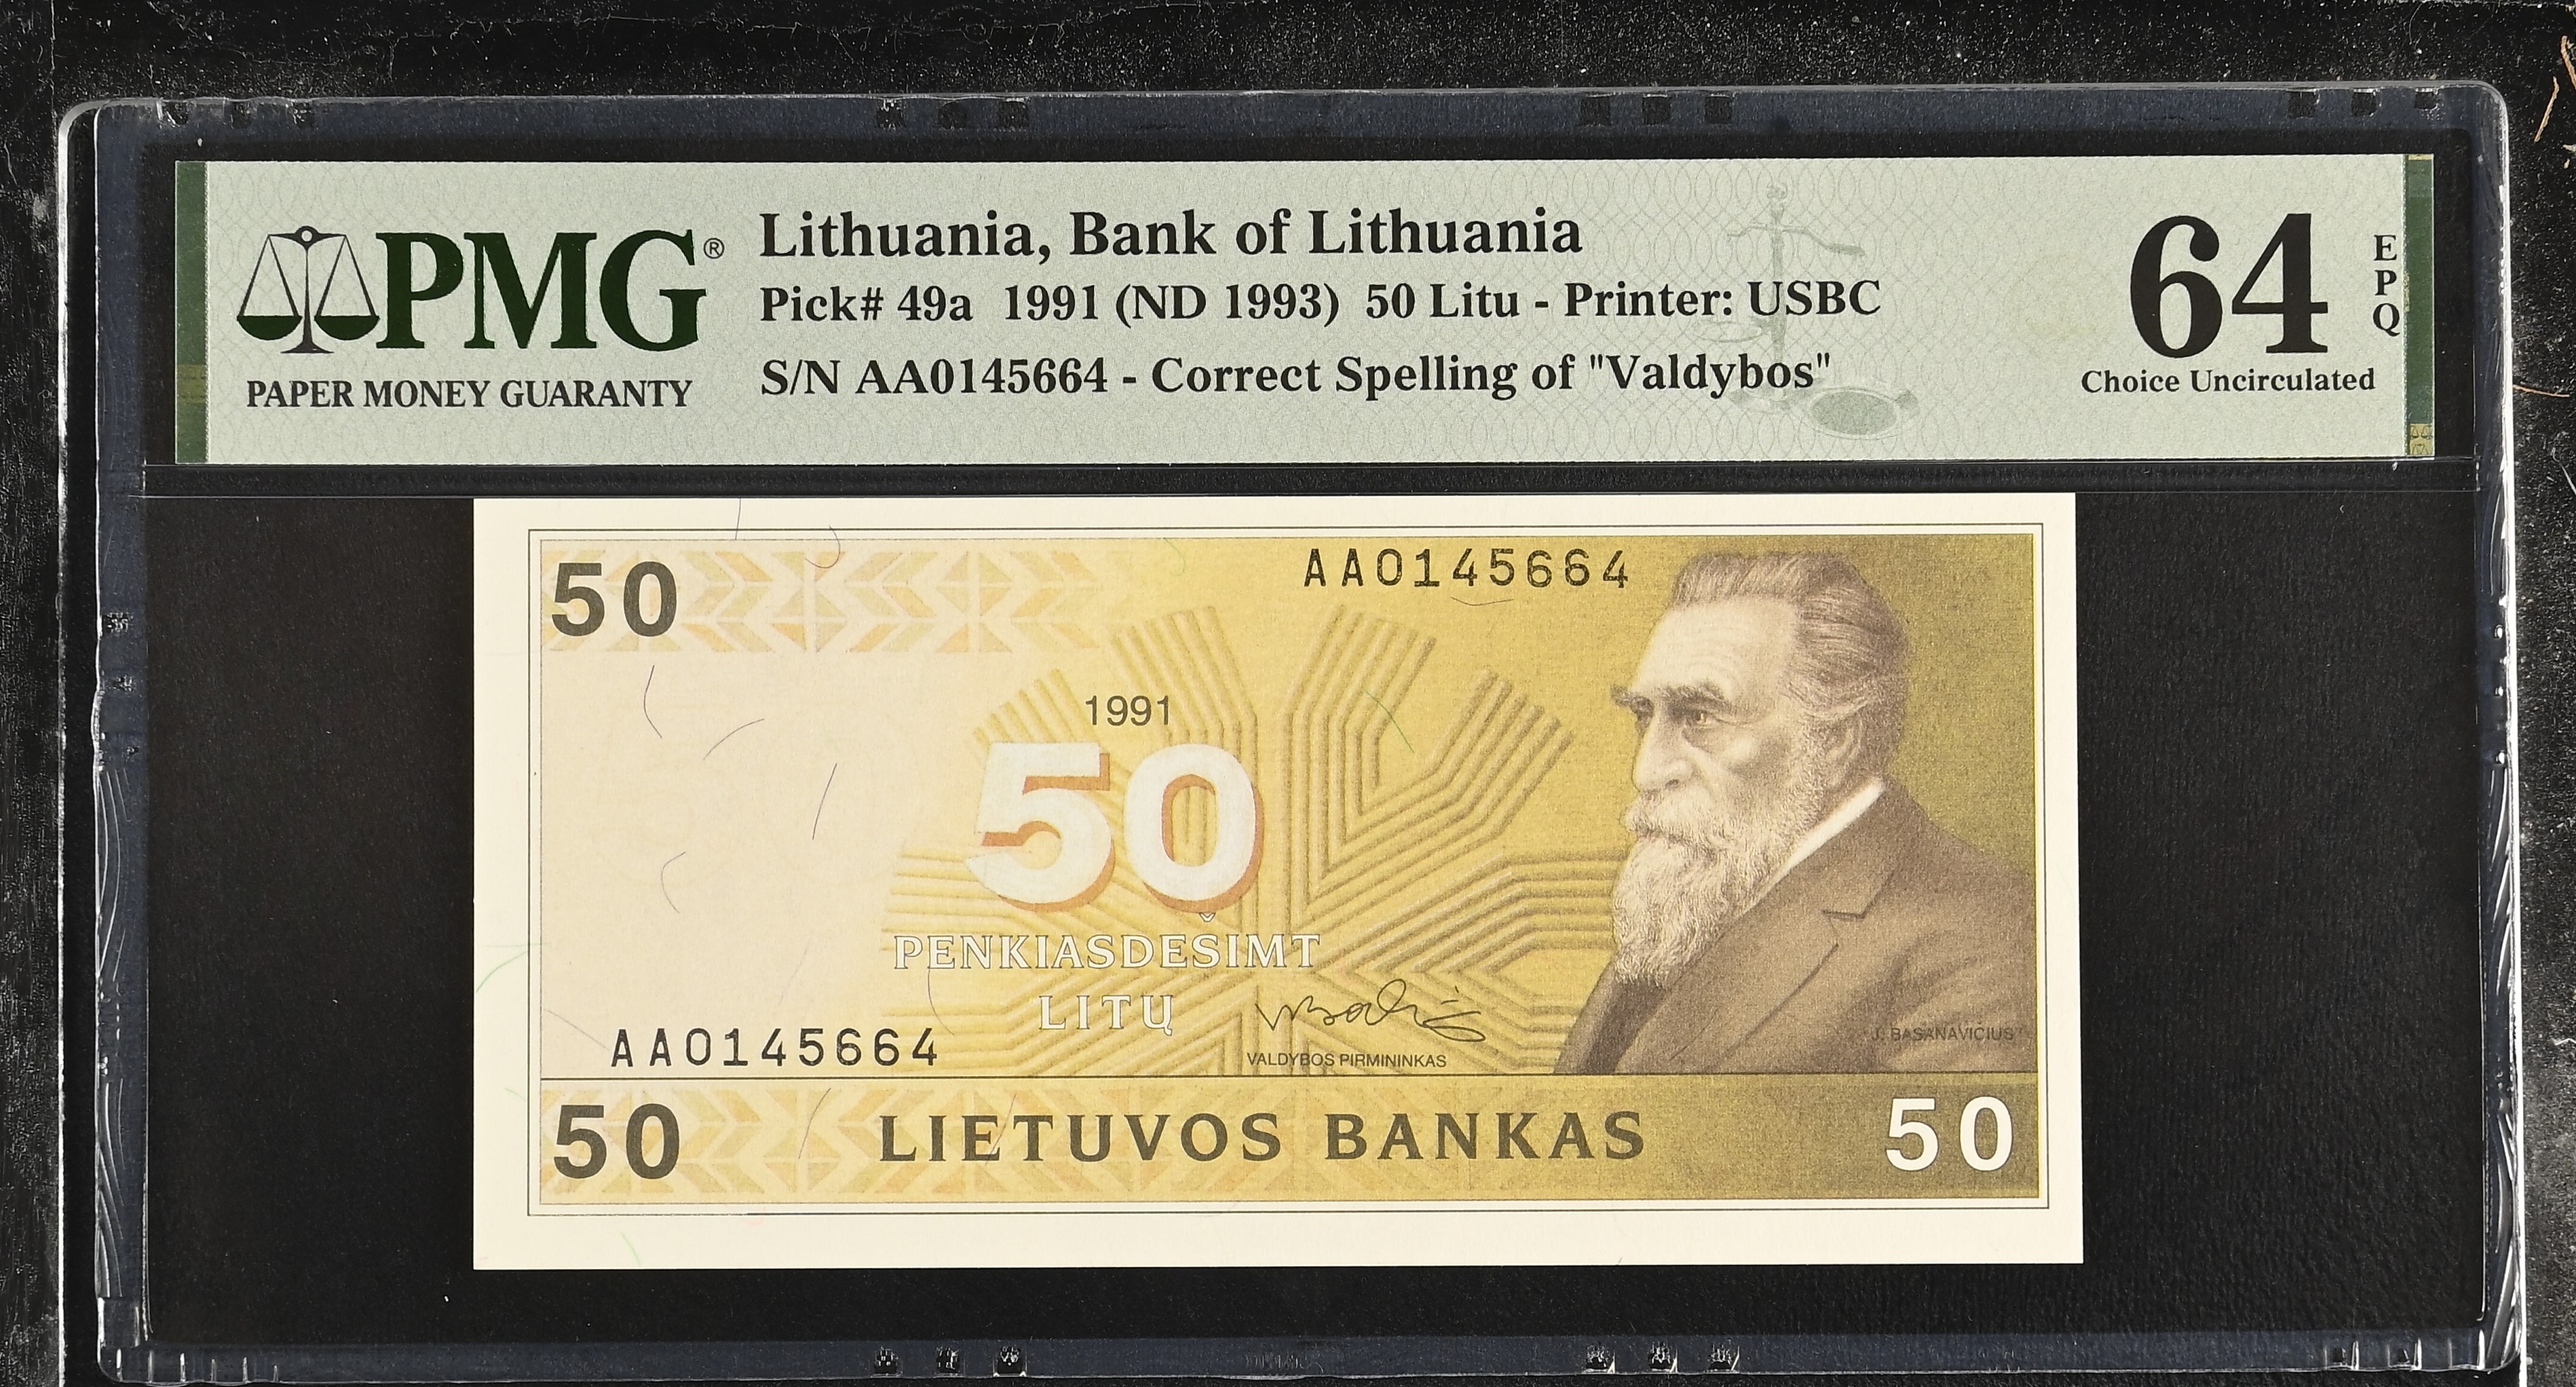 PMG®
PAPER MONEY GUARANTY
Lithuania, Bank of Lithuania
Pick# 49a 1991 (ND 1993) 50 Litu - Printer: USBC
S/N AA0145664 - Correct Spelling of "Valdybos"
64
EPQ
Choice Uncirculated
50
AA0145664
1991
50
PENKIASDEŠIMT
LITŲ
AA0145664
VALDYBOS PIRMININKAS
J. BASANAVIČIUS
50
LIETUVOS BANKAS
50